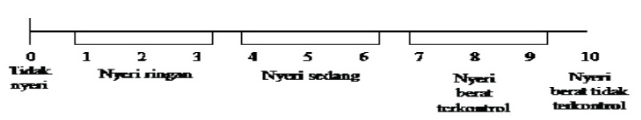 0 1 2 3 4 5 6 7 8 9 10
Tidak nyeri
Nyeri ringan
Nyeri sedang
Nyeri berat terkontrol
Nyeri berat tidak terkontrol